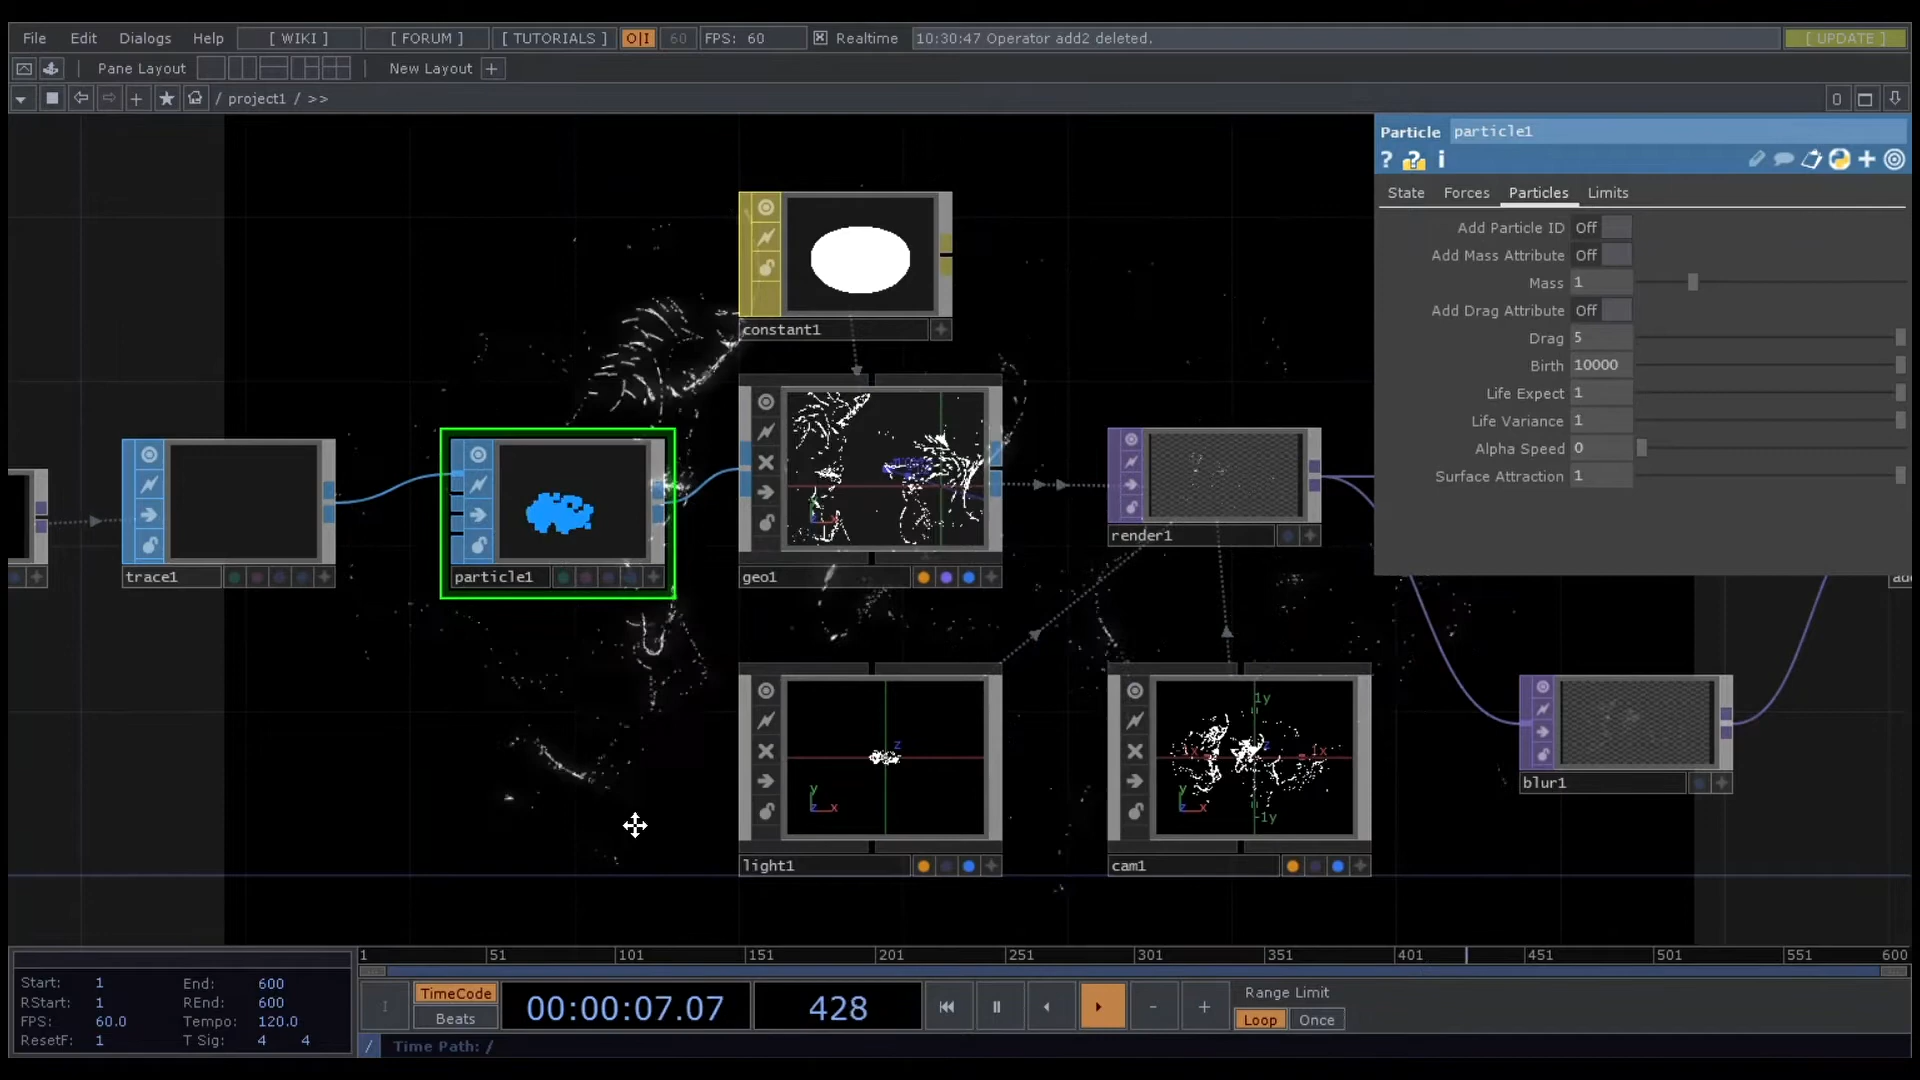 File Edit Dialogs Help [ WIKI ] [ FORUM ] [ TUTORIALS ] O|I 60 FPS: 60 Realtime 10:30:47 Operator add2 deleted. [ UPDATE ]
Pane Layout New Layout +
/ project1 / >> 0
Particle particle1
? i
State Forces Particles Limits
Add Particle ID Off
Add Mass Attribute Off
Mass 1
Add Drag Attribute Off
Drag 5
Birth 10000
Life Expect 1
Life Variance 1
Alpha Speed 0
Surface Attraction 1
constant1
render1
trace1
particle1
geo1
y
x
z
y
z x
1y
-1y
1x
y
z x
blur1
light1
cam1
1 51 101 151 201 251 301 351 401 451 501 551 600
Start: 1 End: 600
RStart: 1 REnd: 600
FPS: 60.0 Tempo: 120.0
ResetF: 1 T Sig: 4 4
TimeCode
Beats
00:00:07.07
428
Range Limit
Loop Once
/ Time Path: /